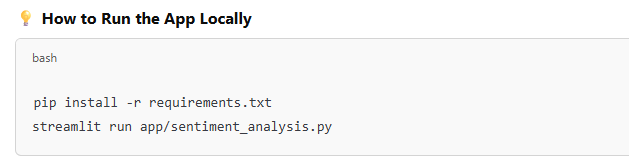 💡 How to Run the App Locally
bash
pip install -r requirements.txt
streamlit run app/sentiment_analysis.py